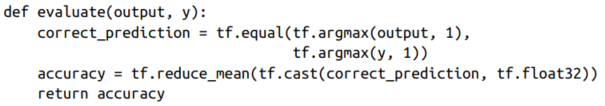 def evaluate(output, y):
    correct_prediction = tf.equal(tf.argmax(output, 1),
                                  tf.argmax(y, 1))
    accuracy = tf.reduce_mean(tf.cast(correct_prediction, tf.float32))
    return accuracy